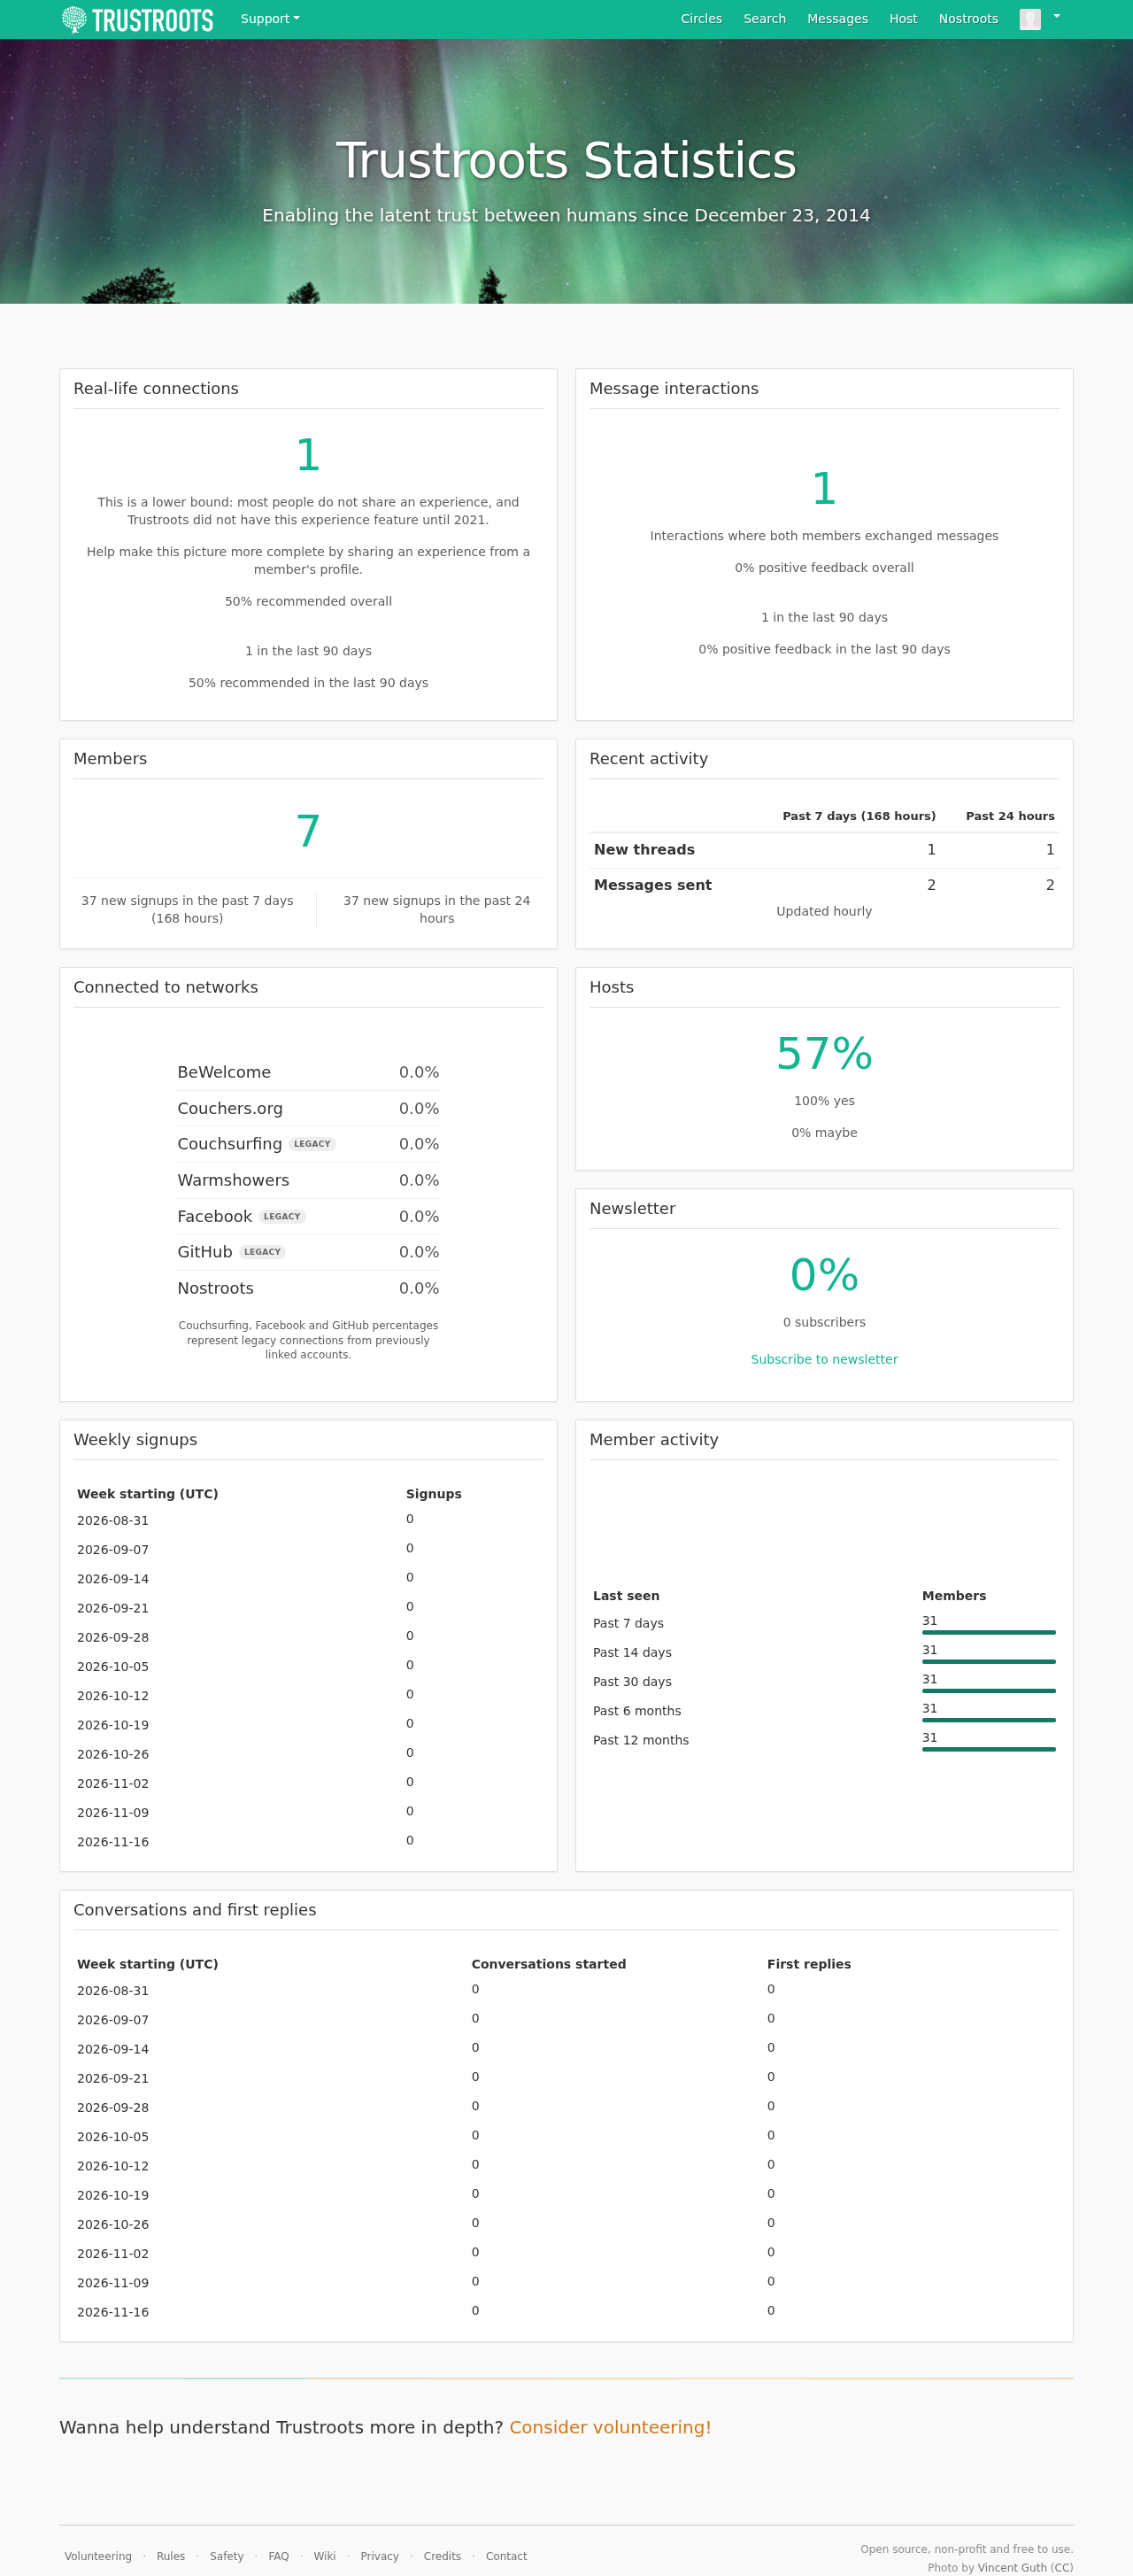 TRUSTROOTS Support Circles Search Messages Host Nostroots
Trustroots Statistics
Enabling the latent trust between humans since December 23, 2014
Real-life connections
1
This is a lower bound: most people do not share an experience, and
Trustroots did not have this experience feature until 2021.
Help make this picture more complete by sharing an experience from a
member's profile.
50% recommended overall
1 in the last 90 days
50% recommended in the last 90 days
Message interactions
1
Interactions where both members exchanged messages
0% positive feedback overall
1 in the last 90 days
0% positive feedback in the last 90 days
Members
7
37 new signups in the past 7 days
(168 hours)
37 new signups in the past 24
hours
Recent activity
Past 7 days (168 hours) Past 24 hours
New threads 1 1
Messages sent 2 2
Updated hourly
Connected to networks
BeWelcome 0.0%
Couchers.org 0.0%
Couchsurfing LEGACY 0.0%
Warmshowers 0.0%
Facebook LEGACY 0.0%
GitHub LEGACY 0.0%
Nostroots 0.0%
Couchsurfing, Facebook and GitHub percentages
represent legacy connections from previously
linked accounts.
Hosts
57%
100% yes
0% maybe
Newsletter
0%
0 subscribers
Subscribe to newsletter
Weekly signups
Week starting (UTC) Signups
2026-08-31 0
2026-09-07 0
2026-09-14 0
2026-09-21 0
2026-09-28 0
2026-10-05 0
2026-10-12 0
2026-10-19 0
2026-10-26 0
2026-11-02 0
2026-11-09 0
2026-11-16 0
Member activity
Last seen Members
Past 7 days 31
Past 14 days 31
Past 30 days 31
Past 6 months 31
Past 12 months 31
Conversations and first replies
Week starting (UTC) Conversations started First replies
2026-08-31 0 0
2026-09-07 0 0
2026-09-14 0 0
2026-09-21 0 0
2026-09-28 0 0
2026-10-05 0 0
2026-10-12 0 0
2026-10-19 0 0
2026-10-26 0 0
2026-11-02 0 0
2026-11-09 0 0
2026-11-16 0 0
Wanna help understand Trustroots more in depth? Consider volunteering!
Volunteering · Rules · Safety · FAQ · Wiki · Privacy · Credits · Contact
Open source, non-profit and free to use.
Photo by Vincent Guth (CC)